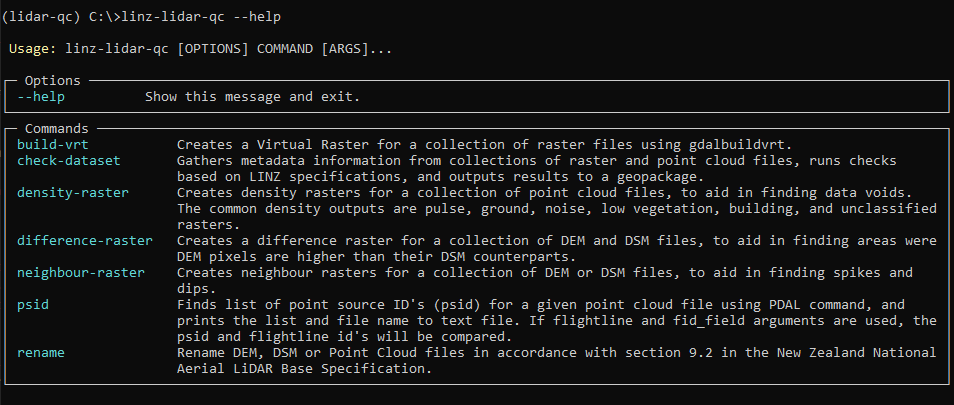 (lidar-qc) C:\>linz-lidar-qc --help
Usage: linz-lidar-qc [OPTIONS] COMMAND [ARGS]...
Options
--help Show this message and exit.
Commands
build-vrt Creates a Virtual Raster for a collection of raster files using gdalbuildvrt.
check-dataset Gathers metadata information from collections of raster and point cloud files, runs checks
based on LINZ specifications, and outputs results to a geopackage.
density-raster Creates density rasters for a collection of point cloud files, to aid in finding data voids.
The common density outputs are pulse, ground, noise, low vegetation, building, and unclassified
rasters.
difference-raster Creates a difference raster for a collection of DEM and DSM files, to aid in finding areas were
DEM pixels are higher than their DSM counterparts.
neighbour-raster Creates neighbour rasters for a collection of DEM or DSM files, to aid in finding spikes and
dips.
psid Finds list of point source ID's (psid) for a given point cloud file using PDAL command, and
prints the list and file name to text file. If flightline and fid_field arguments are used, the
psid and flightline id's will be compared.
rename Rename DEM, DSM or Point Cloud files in accordance with section 9.2 in the New Zealand National
Aerial LiDAR Base Specification.